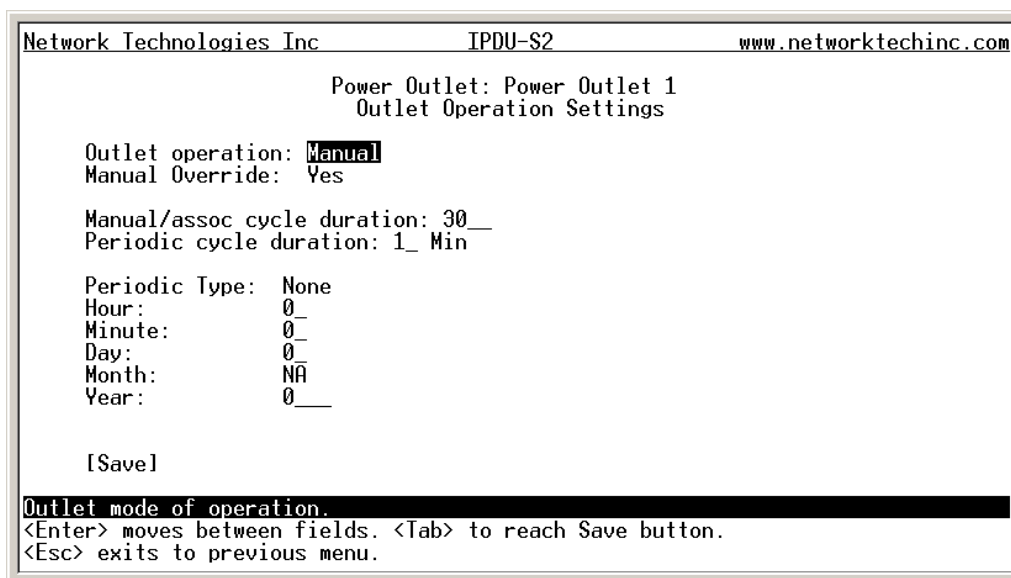 Network Technologies Inc IPDU-S2 www.networktechinc.com
Power Outlet: Power Outlet 1
Outlet Operation Settings
Outlet operation: Manual
Manual Override: Yes
Manual/assoc cycle duration: 30__
Periodic cycle duration: 1_ Min
Periodic Type: None
Hour: 0_
Minute: 0_
Day: 0_
Month: NA
Year: 0___
[Save]
Outlet mode of operation.
<Enter> moves between fields. <Tab> to reach Save button.
<Esc> exits to previous menu.